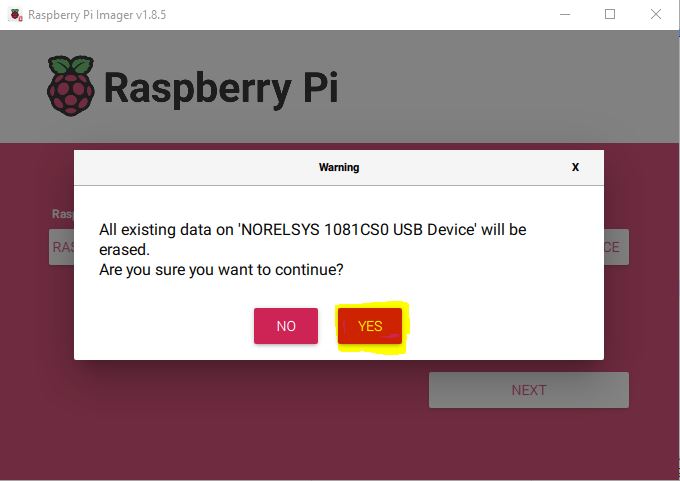 Raspberry Pi Imager v1.8.5
Raspberry Pi
Warning
X
Rasp
All existing data on 'NORELSYS 1081CS0 USB Device' will be
erased.
Are you sure you want to continue?
RAS
CE
NO
YES
NEXT